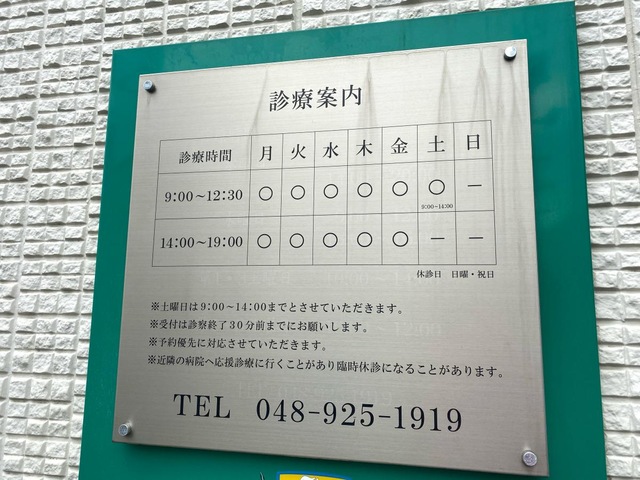 診療案内
診療時間 月 火 水 木 金 土 日
9:00～12:30 ○ ○ ○ ○ ○ ○ －
9:00～14:00
14:00～19:00 ○ ○ ○ ○ ○ － －
休診日 日曜・祝日
※土曜日は9:00～14:00までとさせていただきます。
※受付は診察終了30分前までにお願いします。
※予約優先に対応させていただきます。
※近隣の病院へ応援診療に行くことがあり臨時休診になることがあります。
TEL 048-925-1919